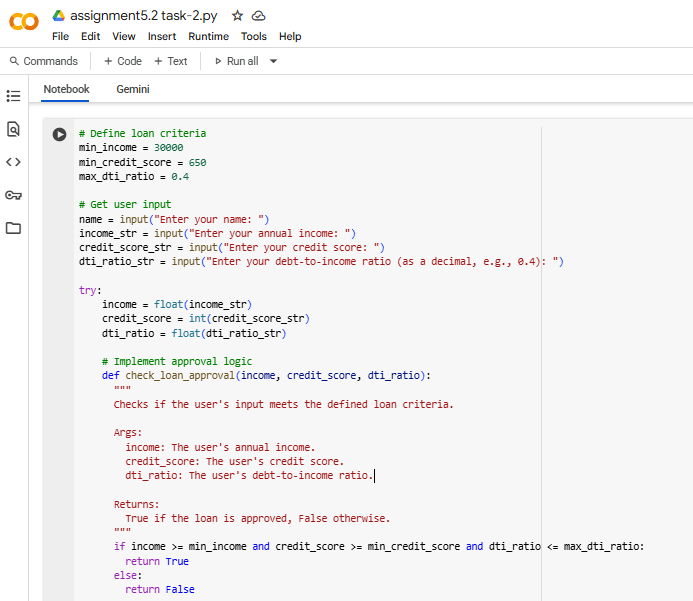 assignment5.2 task-2.py
File Edit View Insert Runtime Tools Help
Commands + Code + Text Run all
Notebook Gemini
# Define loan criteria
min_income = 30000
min_credit_score = 650
max_dti_ratio = 0.4
# Get user input
name = input("Enter your name: ")
income_str = input("Enter your annual income: ")
credit_score_str = input("Enter your credit score: ")
dti_ratio_str = input("Enter your debt-to-income ratio (as a decimal, e.g., 0.4): ")
try:
    income = float(income_str)
    credit_score = int(credit_score_str)
    dti_ratio = float(dti_ratio_str)
    # Implement approval logic
    def check_loan_approval(income, credit_score, dti_ratio):
      """
      Checks if the user's input meets the defined loan criteria.
      Args:
        income: The user's annual income.
        credit_score: The user's credit score.
        dti_ratio: The user's debt-to-income ratio.
      Returns:
        True if the loan is approved, False otherwise.
      """
      if income >= min_income and credit_score >= min_credit_score and dti_ratio <= max_dti_ratio:
        return True
      else:
        return False